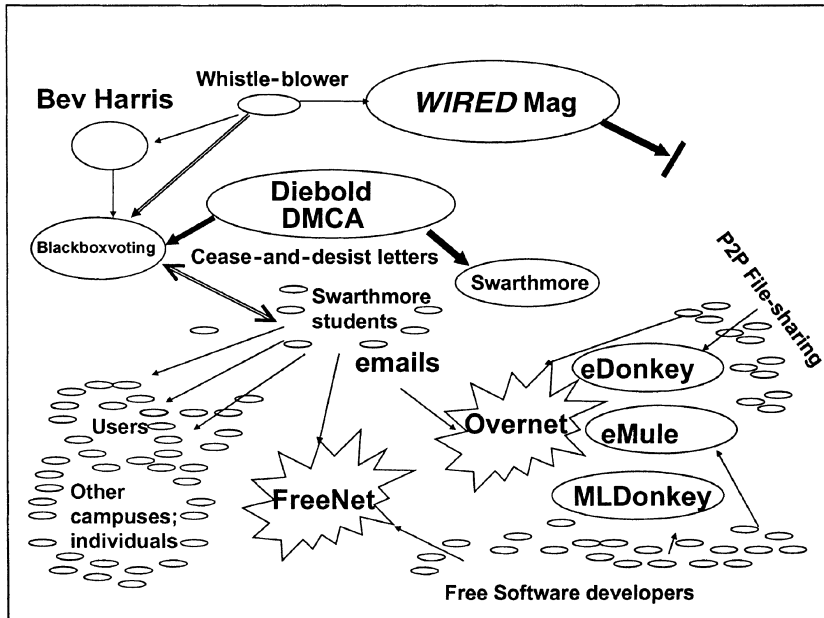 Whistle-blower
Bev Harris
WIRED Mag
Diebold
DMCA
Blackboxvoting
Cease-and-desist letters
Swarthmore
P2P File-sharing
Swarthmore
students
emails
eDonkey
Overnet
eMule
Users
FreeNet
MLDonkey
Other
campuses;
individuals
Free Software developers